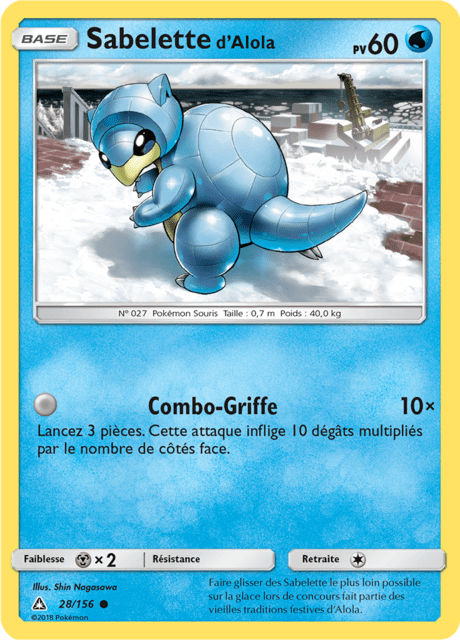 BASE Sabelette d'Alola PV60
N° 027 Pokémon Souris Taille : 0,7 m Poids : 40,0 kg
Combo-Griffe 10×
Lancez 3 pièces. Cette attaque inflige 10 dégâts multipliés
par le nombre de côtés face.
Faiblesse × 2 Résistance Retraite
Illus. Shin Nagasawa
28/156
©2018 Pokémon
Faire glisser des Sabelette le plus loin possible
sur la glace lors de concours fait partie des
vieilles traditions festives d'Alola.